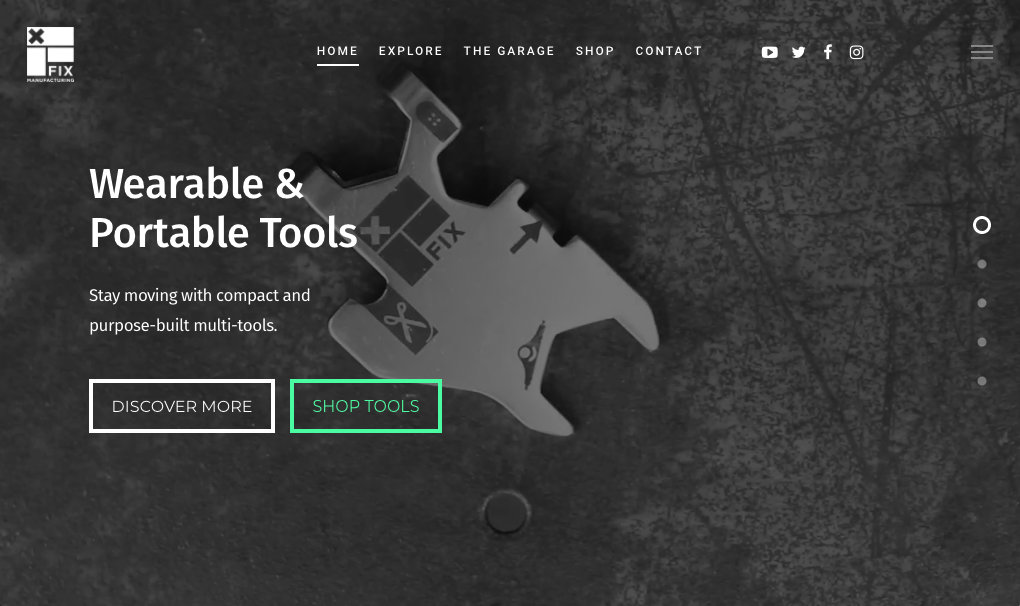 FIX
MANUFACTURING
HOME EXPLORE THE GARAGE SHOP CONTACT
Wearable &
Portable Tools
FIX
Stay moving with compact and
purpose-built multi-tools.
DISCOVER MORE SHOP TOOLS